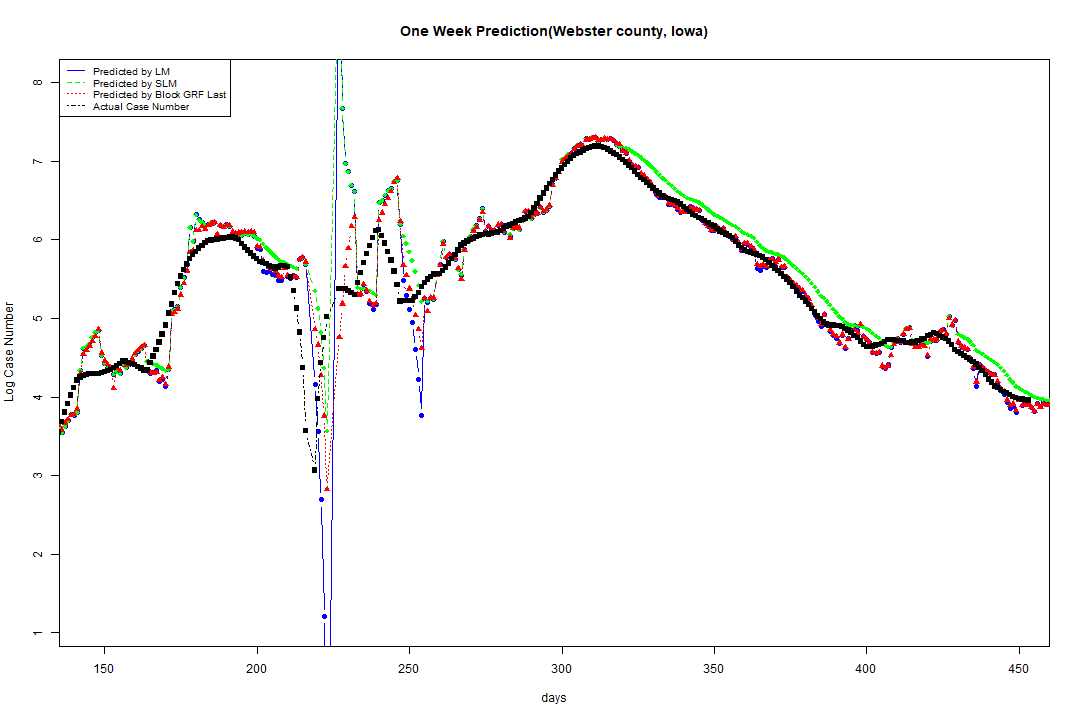 One Week Prediction(Webster county, Iowa)
Predicted by LM
Predicted by SLM
Predicted by Block GRF Last
Actual Case Number
Log Case Number
8
7
6
5
4
3
2
1
150 200 250 300 350 400 450
days